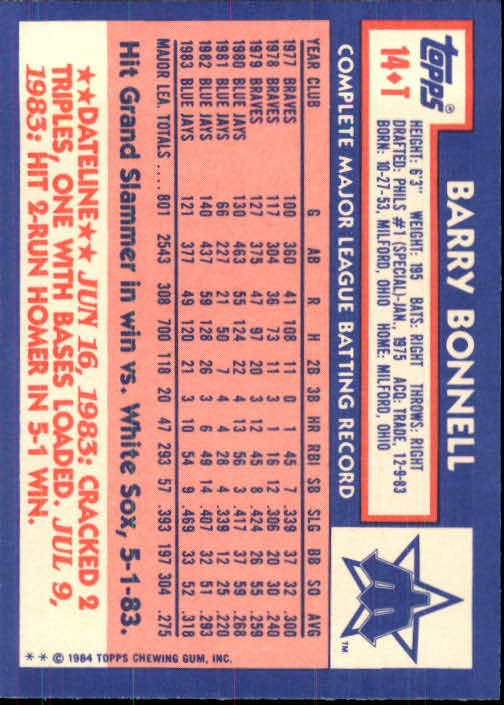 topps®
14♦T
BARRY BONNELL
HEIGHT: 6'3" WEIGHT: 195 BATS: RIGHT THROWS: RIGHT
DRAFTED: PHILS #1 (SPECIAL-JAN., 1975 ACQ: TRADE, 12-9-83
BORN: 10-27-53, MILFORD, OHIO HOME: MILFORD, OHIO
TM
COMPLETE MAJOR LEAGUE BATTING RECORD
YEAR CLUB G AB R H 2B 3B HR RBI SB SLG BB SO AVG
1977 BRAVES 100 360 41 108 11 0 1 45 7 .339 37 32 .300
1978 BRAVES 117 304 36 73 11 3 1 16 12 .306 20 30 .240
1979 BRAVES 127 375 47 97 20 3 12 45 8 .424 26 55 .259
1980 BLUE JAYS 130 463 55 124 22 4 13 56 3 .417 37 59 .268
1981 BLUE JAYS 66 227 21 50 7 4 4 28 4 .339 12 25 .220
1982 BLUE JAYS 140 437 59 128 26 3 6 49 14 .407 32 51 .293
1983 BLUE JAYS 121 377 49 120 21 3 10 54 9 .469 33 52 .318
MAJOR LEA. TOTALS .... 801 2543 308 700 118 20 47 293 57 .393 197 304 .275
Hit Grand Slammer in win vs. White Sox, 5-1-83.
★★DATELINE★★ JUN 16, 1983: CRACKED 2
TRIPLES, ONE WITH BASES LOADED. JUL 9,
1983: HIT 2-RUN HOMER IN 5-1 WIN.
* * © 1984 TOPPS CHEWING GUM, INC.